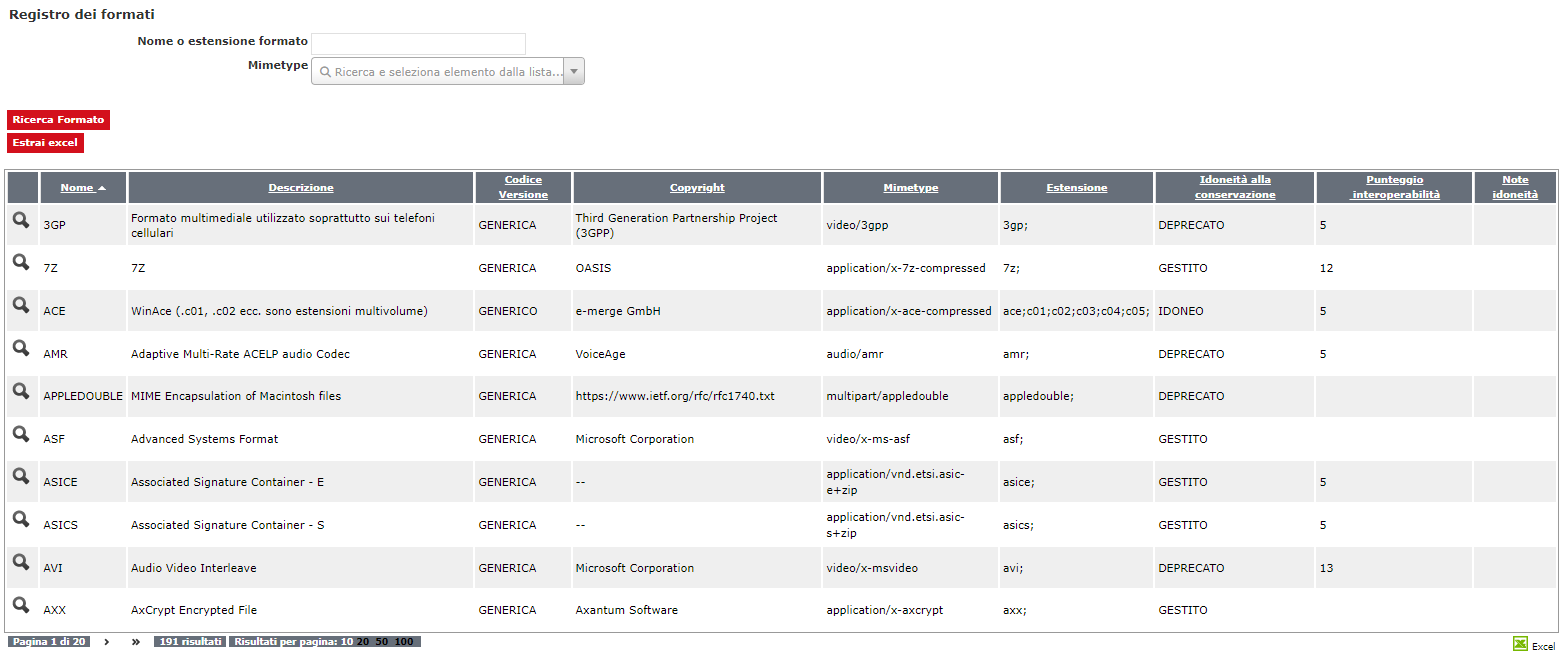 Registro dei formati
Nome o estensione formato
Mimetype Ricerca e seleziona elemento dalla lista...
Ricerca Formato
Estrai excel
Nome Descrizione Codice Versione Copyright Mimetype Estensione Idoneità alla conservazione Punteggio interoperabilità Note idoneità
3GP Formato multimediale utilizzato soprattutto sui telefoni cellulari GENERICA Third Generation Partnership Project (3GPP) video/3gpp 3gp; DEPRECATO 5
7Z 7Z GENERICA OASIS application/x-7z-compressed 7z; GESTITO 12
ACE WinAce (.c01, .c02 ecc. sono estensioni multivolume) GENERICO e-merge GmbH application/x-ace-compressed ace;c01;c02;c03;c04;c05; IDONEO 5
AMR Adaptive Multi-Rate ACELP audio Codec GENERICA VoiceAge audio/amr amr; DEPRECATO 5
APPLEDOUBLE MIME Encapsulation of Macintosh files GENERICA https://www.ietf.org/rfc/rfc1740.txt multipart/appledouble appledouble; DEPRECATO
ASF Advanced Systems Format GENERICA Microsoft Corporation video/x-ms-asf asf; GESTITO
ASICE Associated Signature Container - E GENERICA -- application/vnd.etsi.asic-e+zip asice; GESTITO 5
ASICS Associated Signature Container - S GENERICA -- application/vnd.etsi.asic-s+zip asics; GESTITO 5
AVI Audio Video Interleave GENERICA Microsoft Corporation video/x-msvideo avi; DEPRECATO 13
AXX AxCrypt Encrypted File GENERICA Axantum Software application/x-axcrypt axx; GESTITO
Pagina 1 di 20 › » 191 risultati Risultati per pagina: 10 20 50 100 Excel